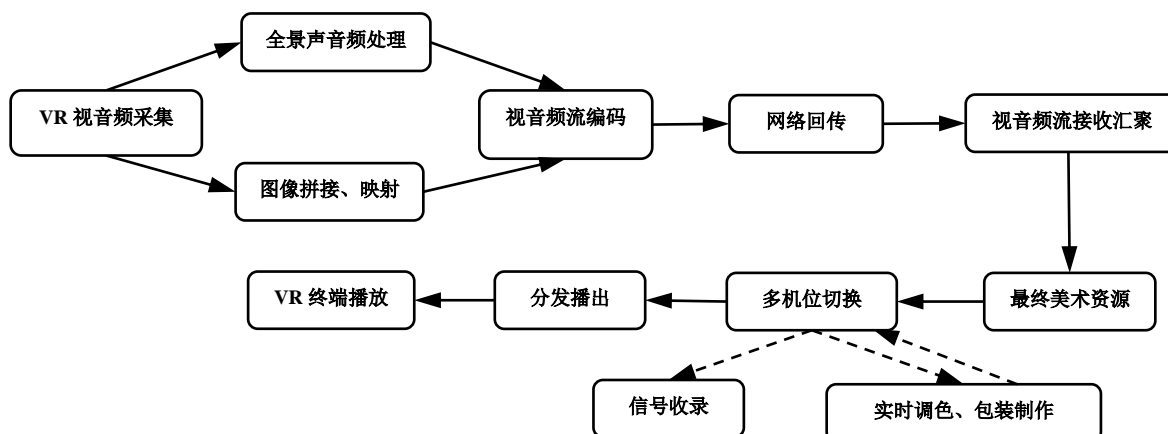 全景声音频处理
VR 视音频采集
视音频流编码
网络回传
视音频流接收汇聚
图像拼接、映射
VR 终端播放
分发播出
多机位切换
最终美术资源
信号收录
实时调色、包装制作